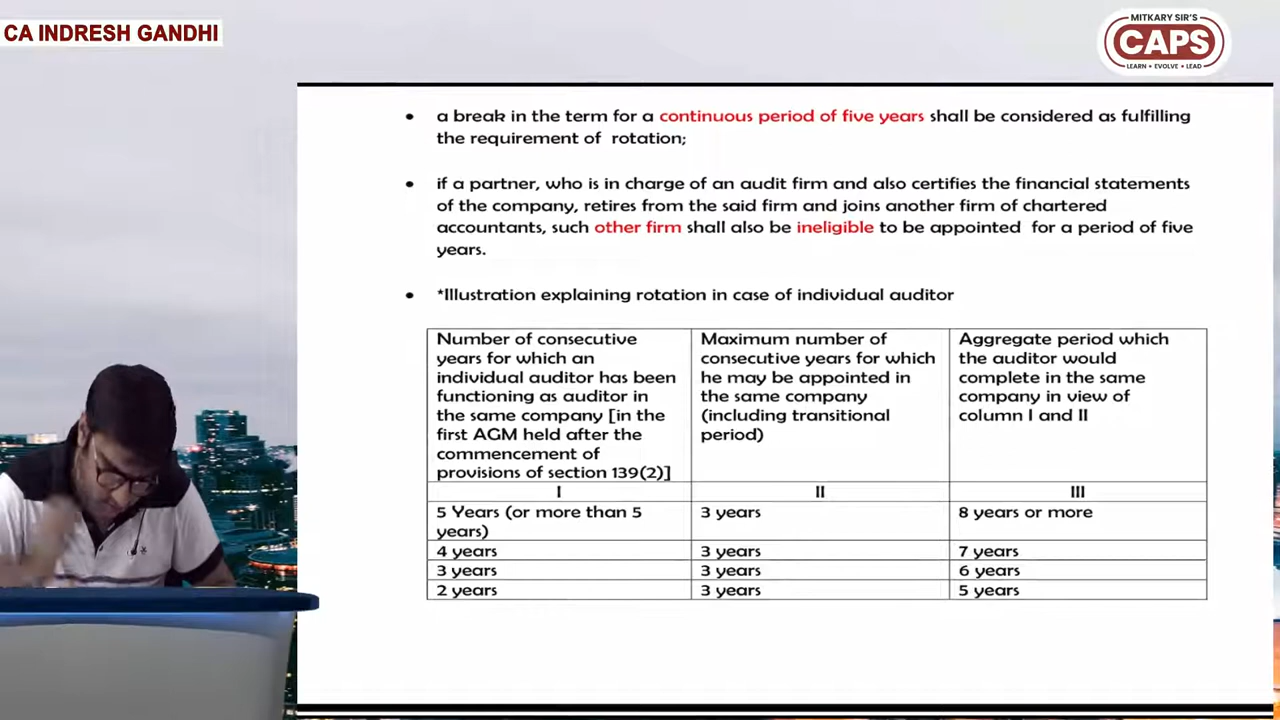 CA INDRESH GANDHI
MITKARY SIR'S
CAPS
LEARN • EVOLVE • LEAD
• a break in the term for a continuous period of five years shall be considered as fulfilling
the requirement of rotation;
• if a partner, who is in charge of an audit firm and also certifies the financial statements
of the company, retires from the said firm and joins another firm of chartered
accountants, such other firm shall also be ineligible to be appointed for a period of five
years.
• *Illustration explaining rotation in case of individual auditor
Number of consecutive
years for which an
individual auditor has been
functioning as auditor in
the same company [in the
first AGM held after the
commencement of
provisions of section 139(2)]
Maximum number of
consecutive years for which
he may be appointed in
the same company
(including transitional
period)
Aggregate period which
the auditor would
complete in the same
company in view of
column I and II
I II III
5 Years (or more than 5
years)
3 years 8 years or more
4 years 3 years 7 years
3 years 3 years 6 years
2 years 3 years 5 years